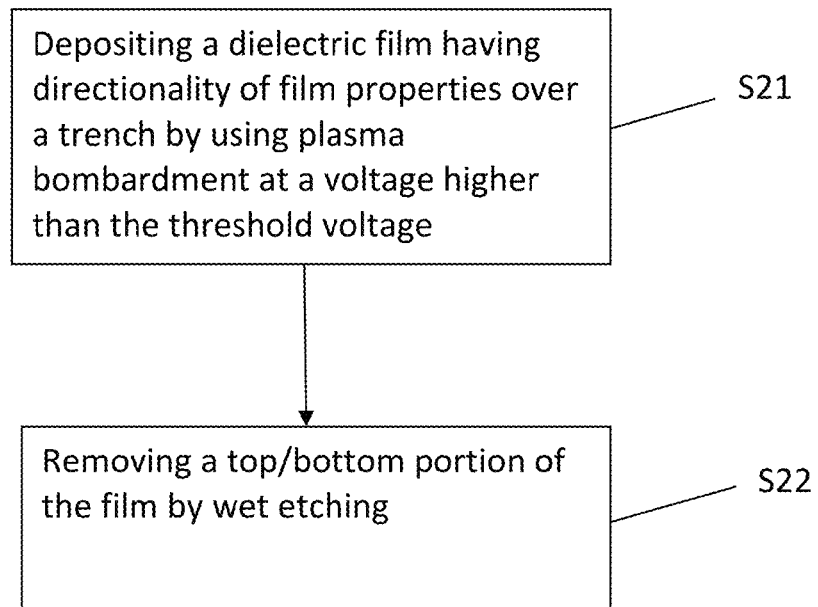 Depositing a dielectric film having
directionality of film properties over
a trench by using plasma
bombardment at a voltage higher
than the threshold voltage
S21
Removing a top/bottom portion of
the film by wet etching
S22